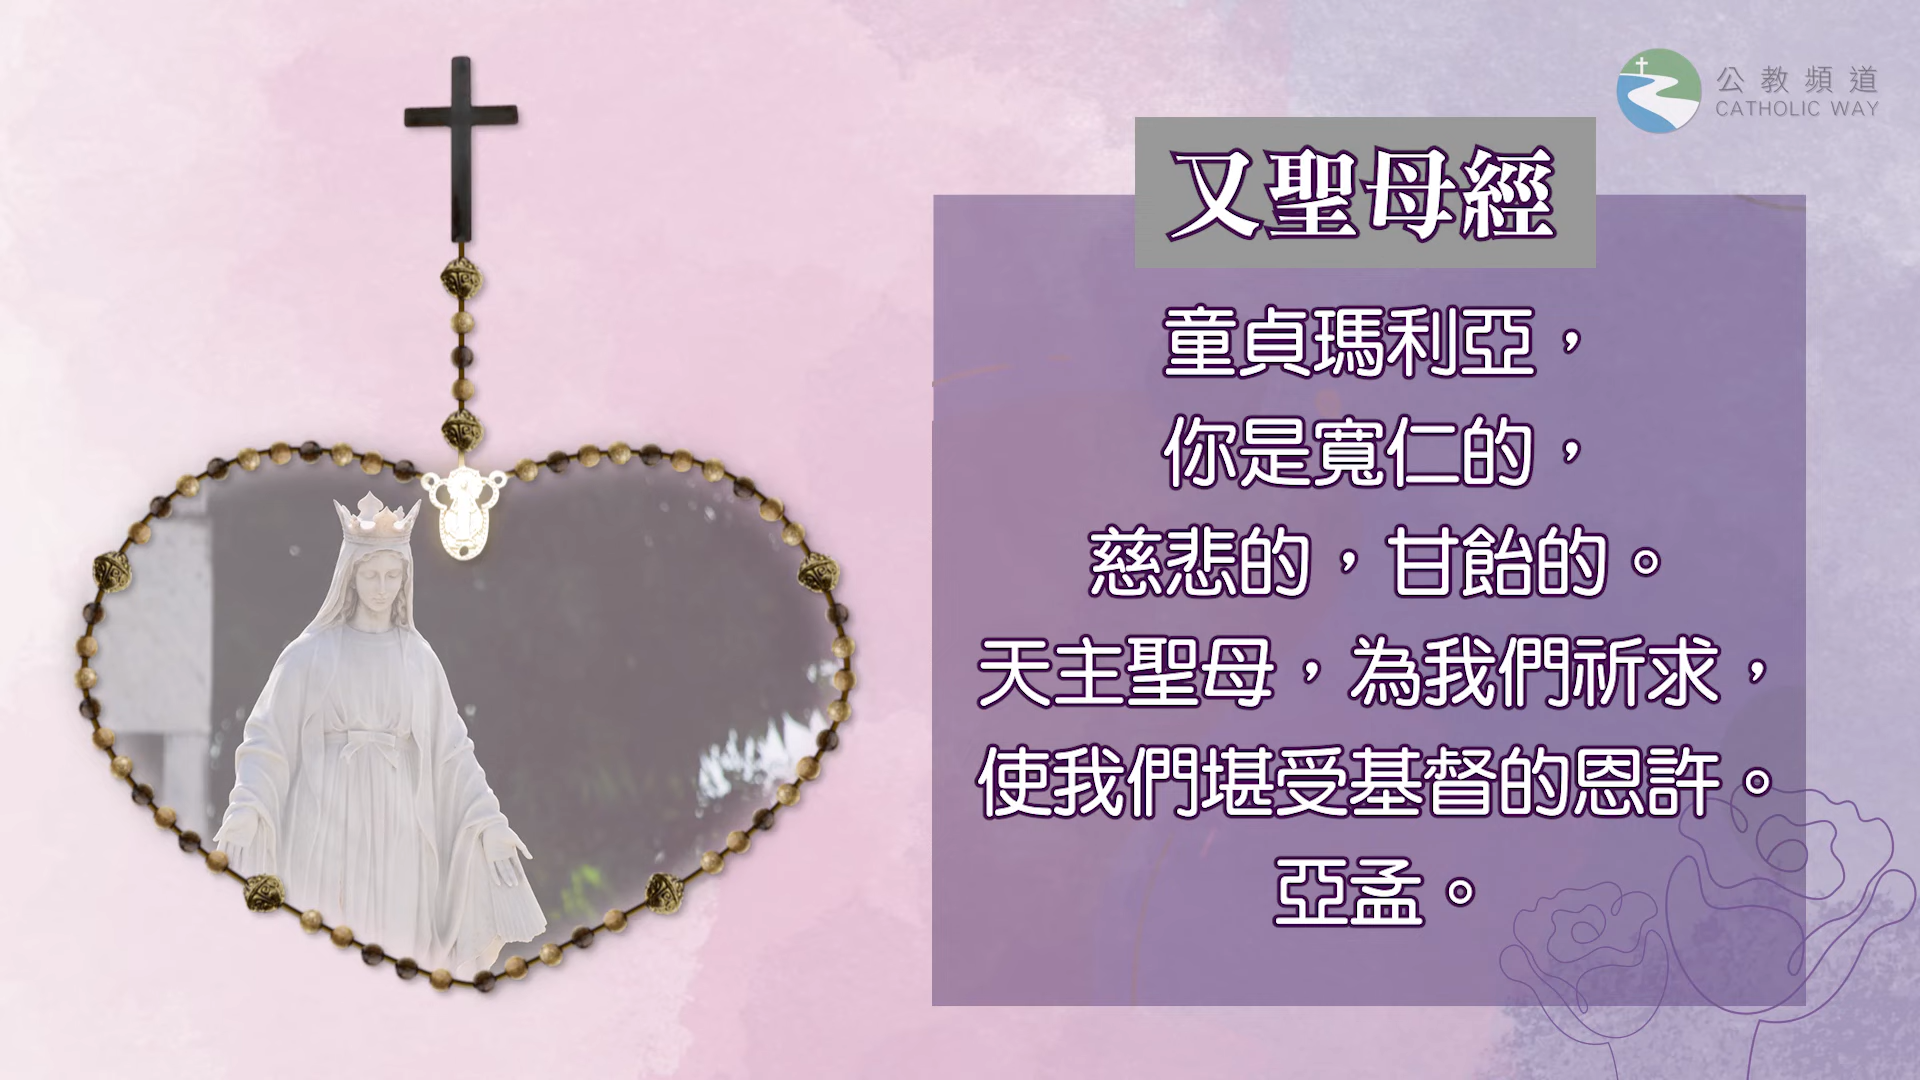 公教頻道
CATHOLIC WAY
又聖母經
童貞瑪利亞，
你是寬仁的，
慈悲的，甘飴的。
天主聖母，為我們祈求，
使我們堪受基督的恩許。
亞孟。